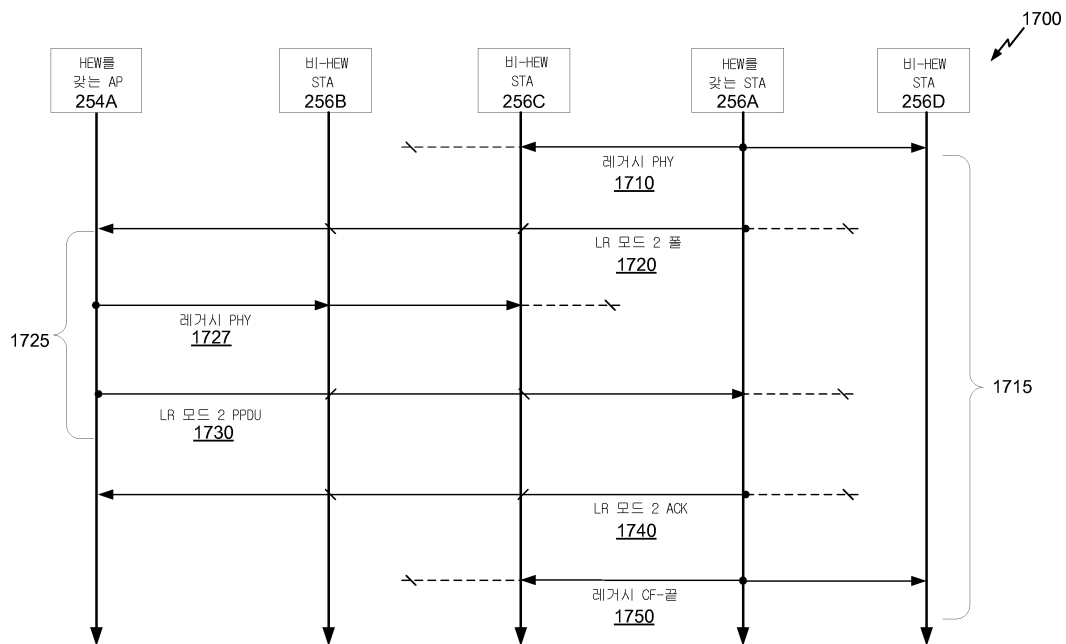 1700
HEW를
갖는 AP
254A
비-HEW
STA
256B
비-HEW
STA
256C
HEW를
갖는 STA
256A
비-HEW
STA
256D
레거시 PHY
1710
LR 모드 2 폴
1720
레거시 PHY
1727
1725
1715
LR 모드 2 PPDU
1730
LR 모드 2 ACK
1740
레거시 CF-끝
1750